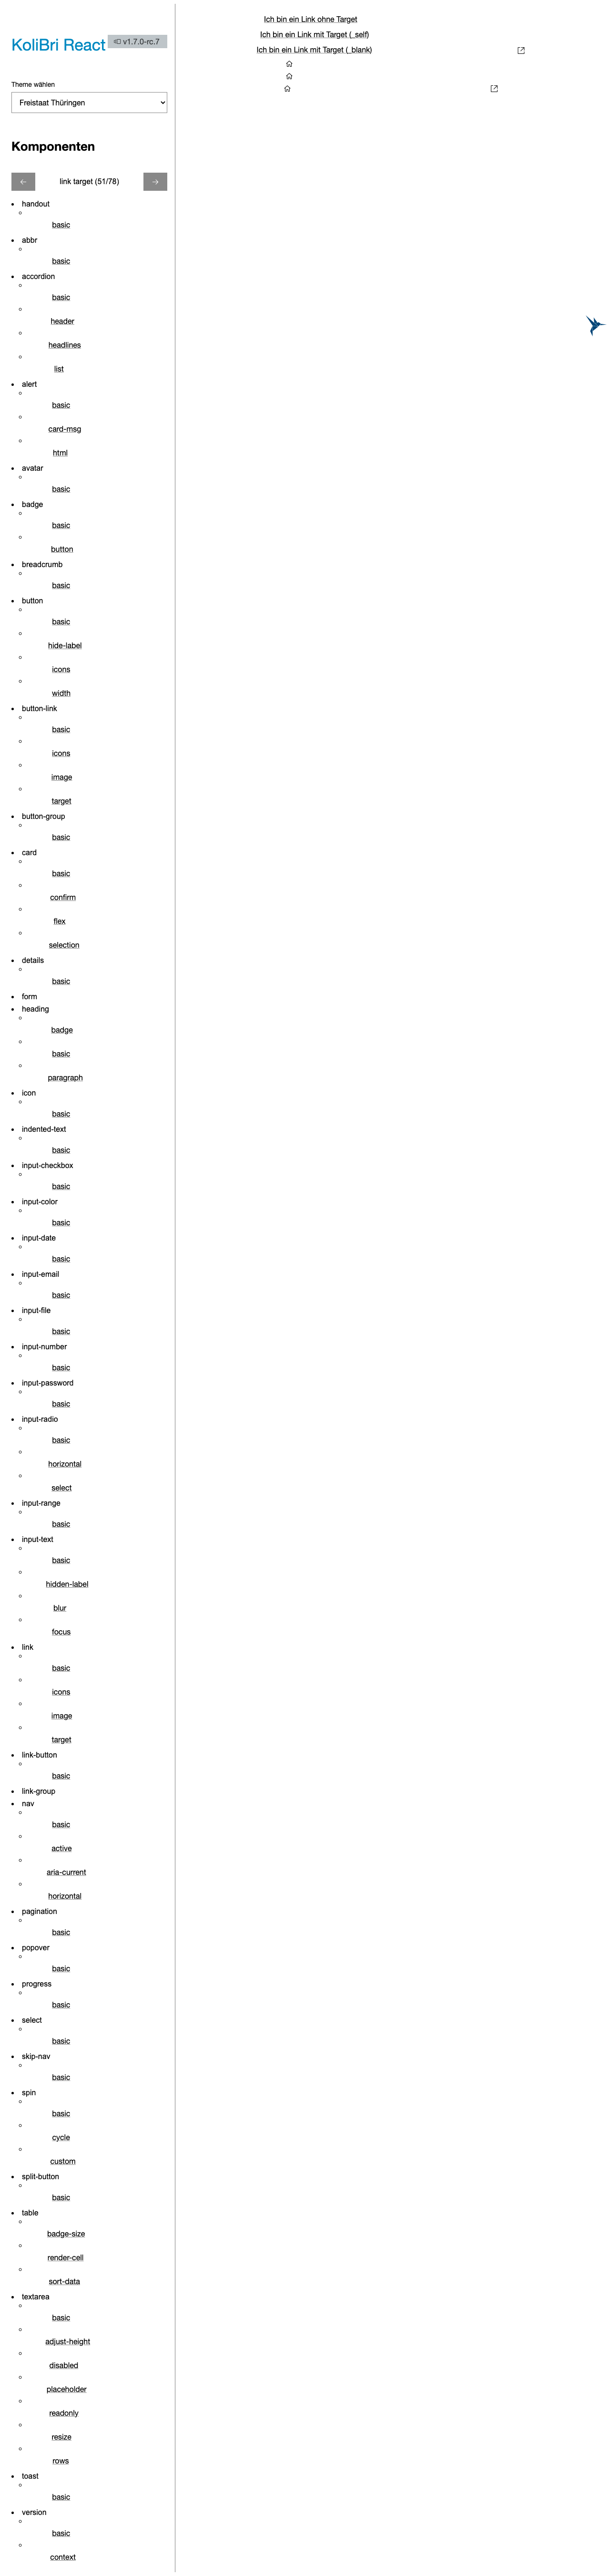 KoliBri React
v1.7.0-rc.7
Theme wählen
Freistaat Thüringen
Komponenten
link target (51/78)
handout
basic
abbr
basic
accordion
basic
header
headlines
list
alert
basic
card-msg
html
avatar
basic
badge
basic
button
breadcrumb
basic
button
basic
hide-label
icons
width
button-link
basic
icons
image
target
button-group
basic
card
basic
confirm
flex
selection
details
basic
form
heading
badge
basic
paragraph
icon
basic
indented-text
basic
input-checkbox
basic
input-color
basic
input-date
basic
input-email
basic
input-file
basic
input-number
basic
input-password
basic
input-radio
basic
horizontal
select
input-range
basic
input-text
basic
hidden-label
blur
focus
link
basic
icons
image
target
link-button
basic
link-group
nav
basic
active
aria-current
horizontal
pagination
basic
popover
basic
progress
basic
select
basic
skip-nav
basic
spin
basic
cycle
custom
split-button
basic
table
badge-size
render-cell
sort-data
textarea
basic
adjust-height
disabled
placeholder
readonly
resize
rows
toast
basic
version
basic
context
Ich bin ein Link ohne Target
Ich bin ein Link mit Target (_self)
Ich bin ein Link mit Target (_blank)